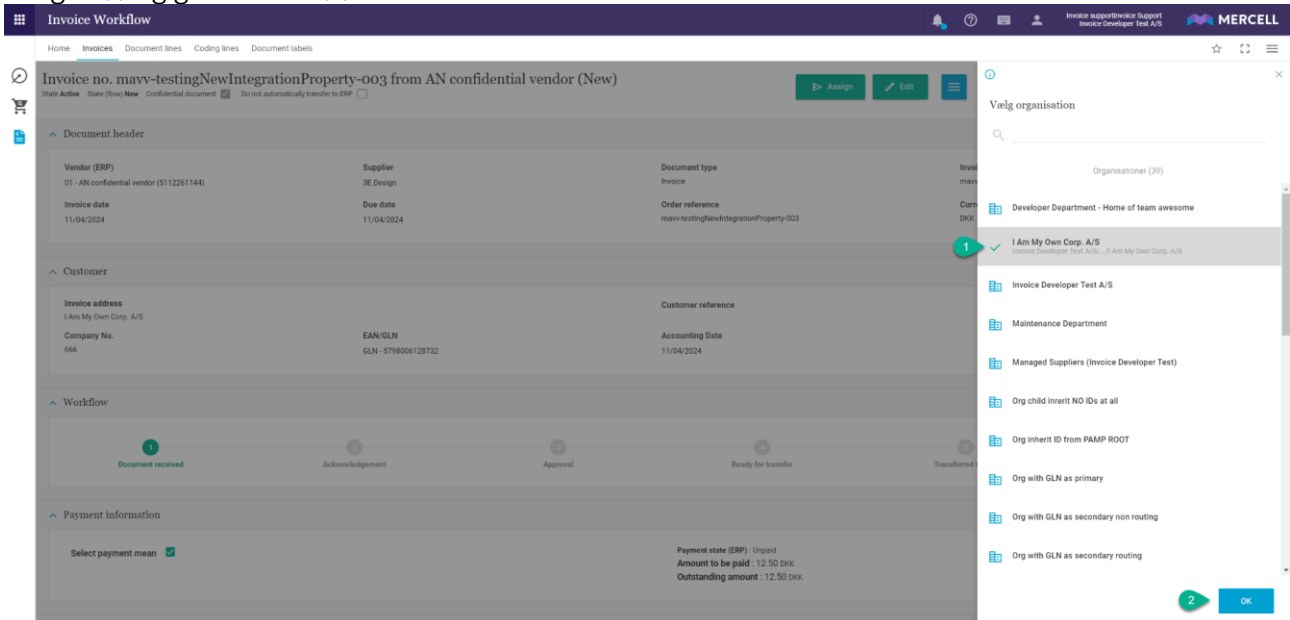 Invoice Workflow
Invoice supportinvoice Support
Invoice Developer Test A/S
MERCELL
Home Invoices Document lines Coding lines Document labels
Invoice no. mavv-testingNewIntegrationProperty-003 from AN confidential vendor (New)
State Active State (flow) New Confidential document Do not automatically transfer to ERP
Assign
Edit
Document header
Vendor (ERP) Supplier Document type Invoi
01 - AN confidential vendor (5112261144) 3E Design Invoice mavv
Invoice date Due date Order reference Curr
11/04/2024 11/04/2024 mavv-testingNewIntegrationProperty-003 DKK
Customer
Invoice address Customer reference
I Am My Own Corp. A/S
Company No. EAN/GLN Accounting Date
666 GLN - 5798006128732 11/04/2024
Workflow
1 2 3 4 5
Document received Acknowledgement Approval Ready for transfer Transferred
Payment information
Select payment mean
Payment state (ERP) : Unpaid
Amount to be paid : 12.50 DKK
Outstanding amount : 12.50 DKK
Vælg organisation
Organisationer (39)
Developer Department - Home of team awesome
1
I Am My Own Corp. A/S
Invoice Developer Test A/S/ ...I Am My Own Corp. A/S
Invoice Developer Test A/S
Maintenance Department
Managed Suppliers (Invoice Developer Test)
Org child inrerit NO IDs at all
Org inherit ID from PAMP ROOT
Org with GLN as primary
Org with GLN as secondary non routing
Org with GLN as secondary routing
2
OK